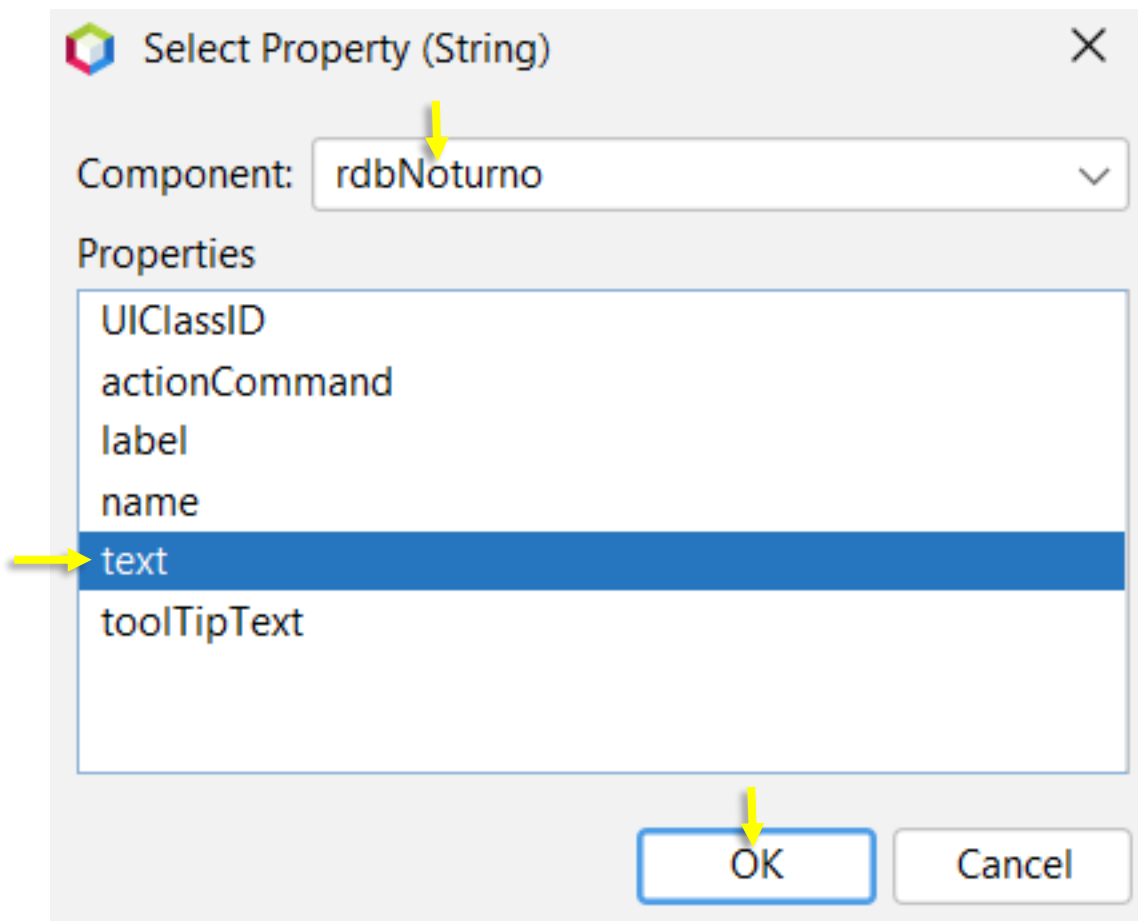 Select Property (String)
Component: rdbNoturno
Properties
UIClassID
actionCommand
label
name
text
toolTipText
OK Cancel